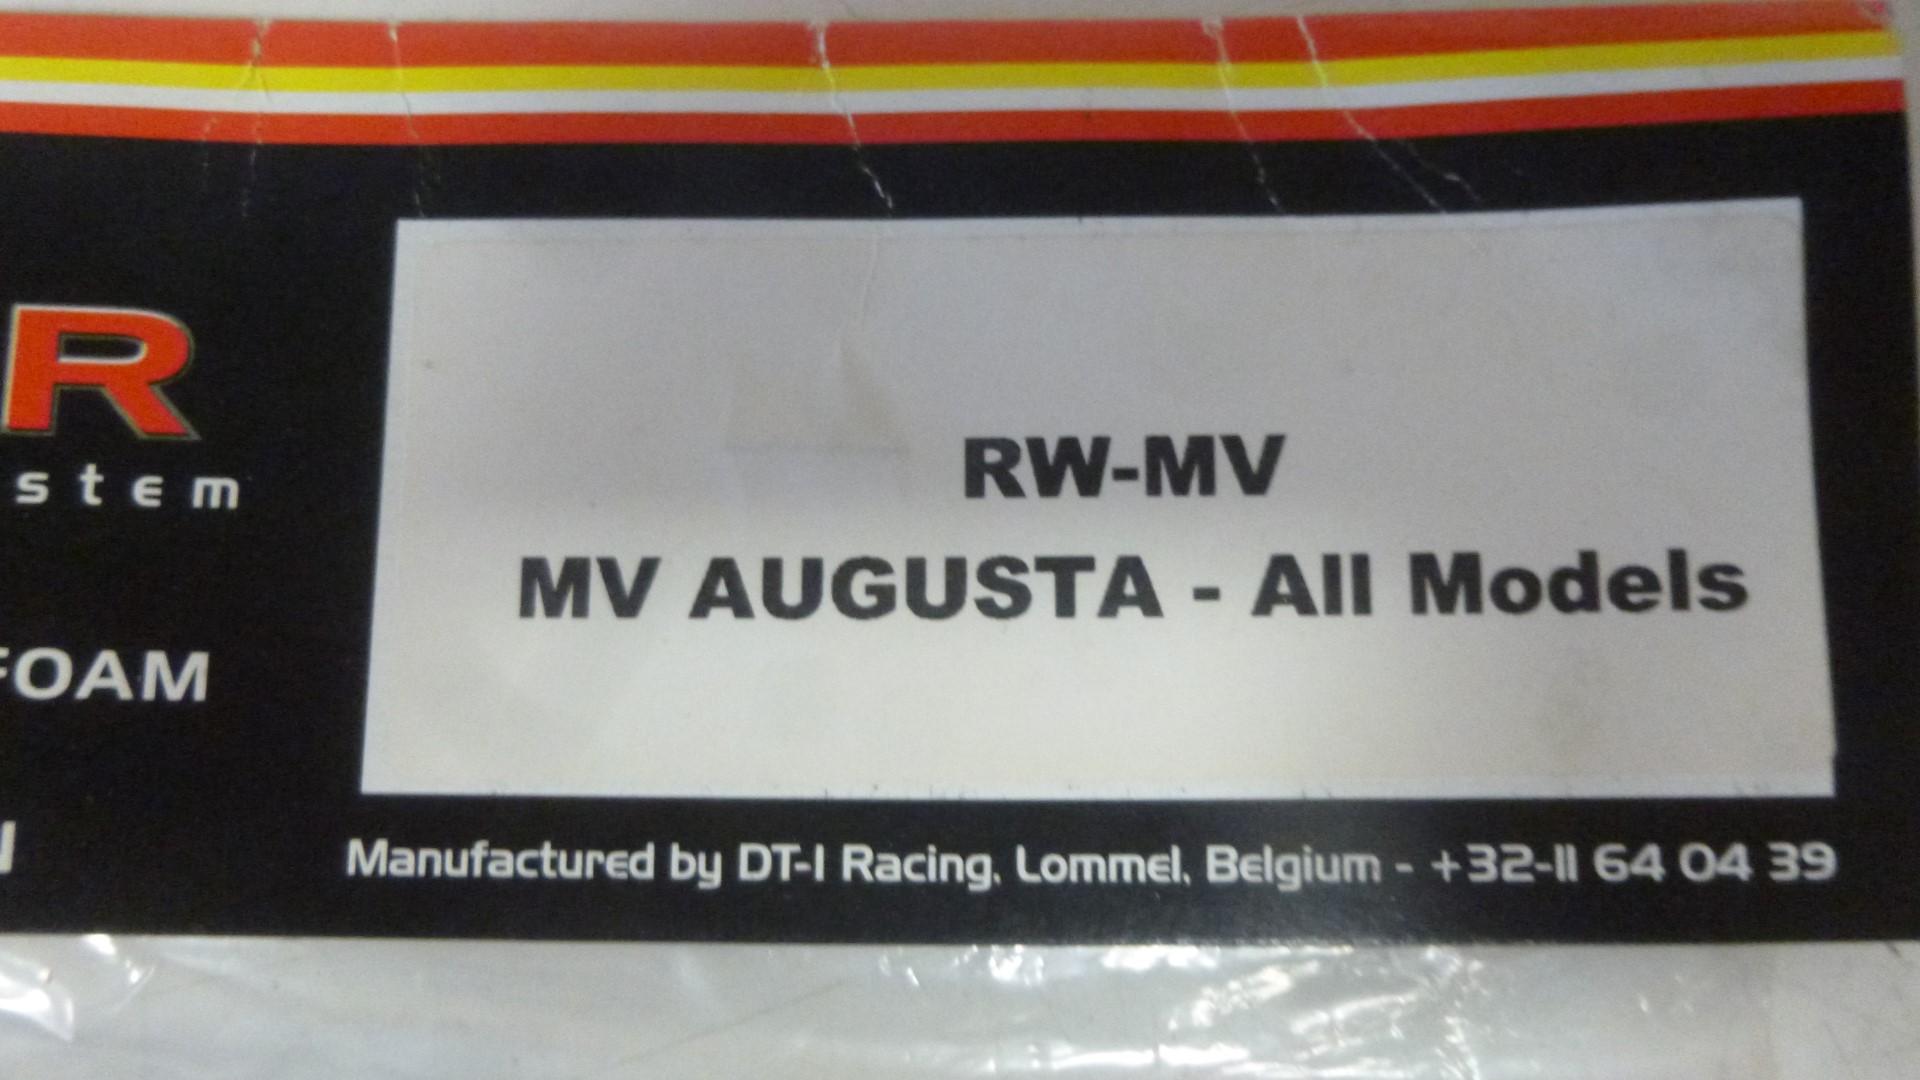 R
stem
FOAM
RW-MV
MV AUGUSTA - All Models
Manufactured by DT-1 Racing, Lommel, Belgium - +32-11 64 04 39